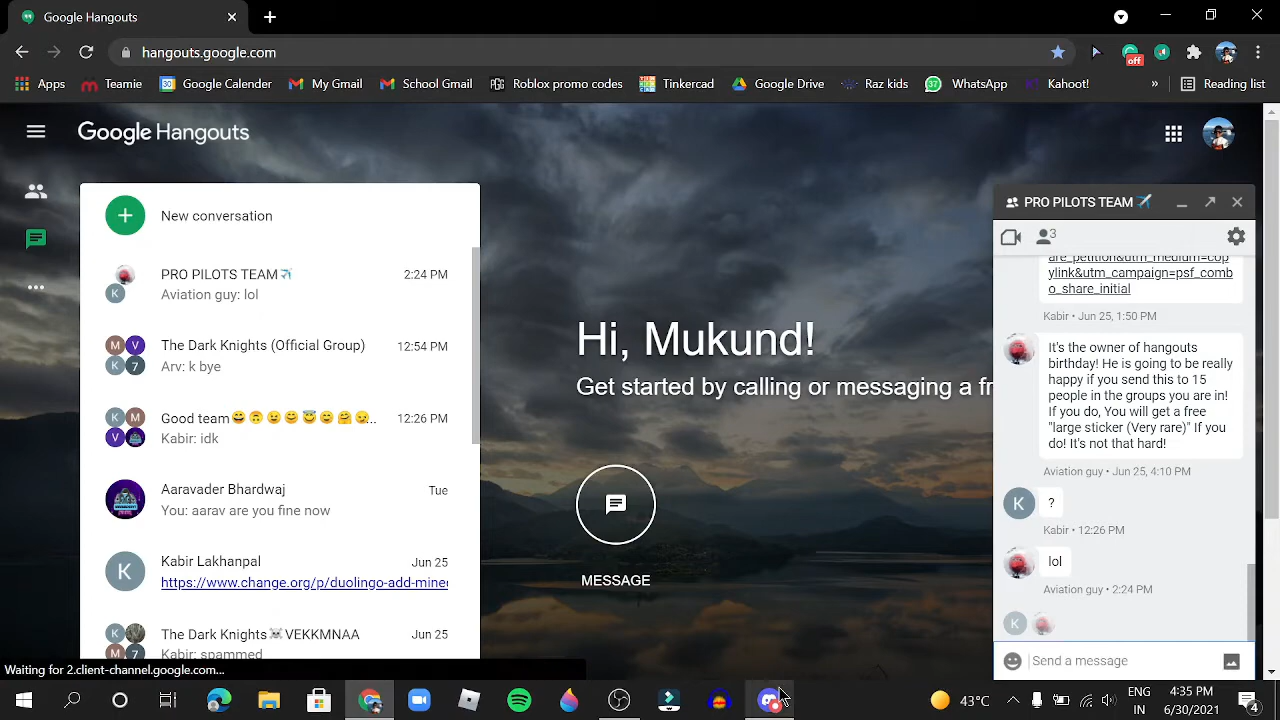 Google Hangouts
hangouts.google.com
off
Apps
Teamie
Google Calender
My Gmail
School Gmail
Roblox promo codes
Tinkercad
Google Drive
Raz kids
WhatsApp
Kahoot!
»
Reading list
Google Hangouts
New conversation
PRO PILOTS TEAM✈
2:24 PM
Aviation guy: lol
The Dark Knights (Official Group)
12:54 PM
Arv: k bye
Good team😀🙃😉😊😇😊🤗😏..
12:26 PM
Kabir: idk
Aaravader Bhardwaj
Tue
You: aarav are you fine now
Kabir Lakhanpal
Jun 25
https://www.change.org/p/duolingo-add-miner
The Dark Knights☠VEKKMNAA
Jun 25
Kabir: spammed
Hi, Mukund!
Get started by calling or messaging a fr
MESSAGE
PRO PILOTS TEAM ✈
3
are_petition&utm_medium=cop
ylink&utm_campaign=psf_comb
o_share_initial
Kabir • Jun 25, 1:50 PM
It's the owner of hangouts
birthday! He is going to be really
happy if you send this to 15
people in the groups you are in!
If you do, You will get a free
"large sticker (Very rare)" If you
do! It's not that hard!
Aviation guy • Jun 25, 4:10 PM
K
?
Kabir • 12:26 PM
lol
Aviation guy • 2:24 PM
K
Send a message
Waiting for 2.client-channel.google.com...
43°C
ENG
IN
4:35 PM
6/30/2021
4